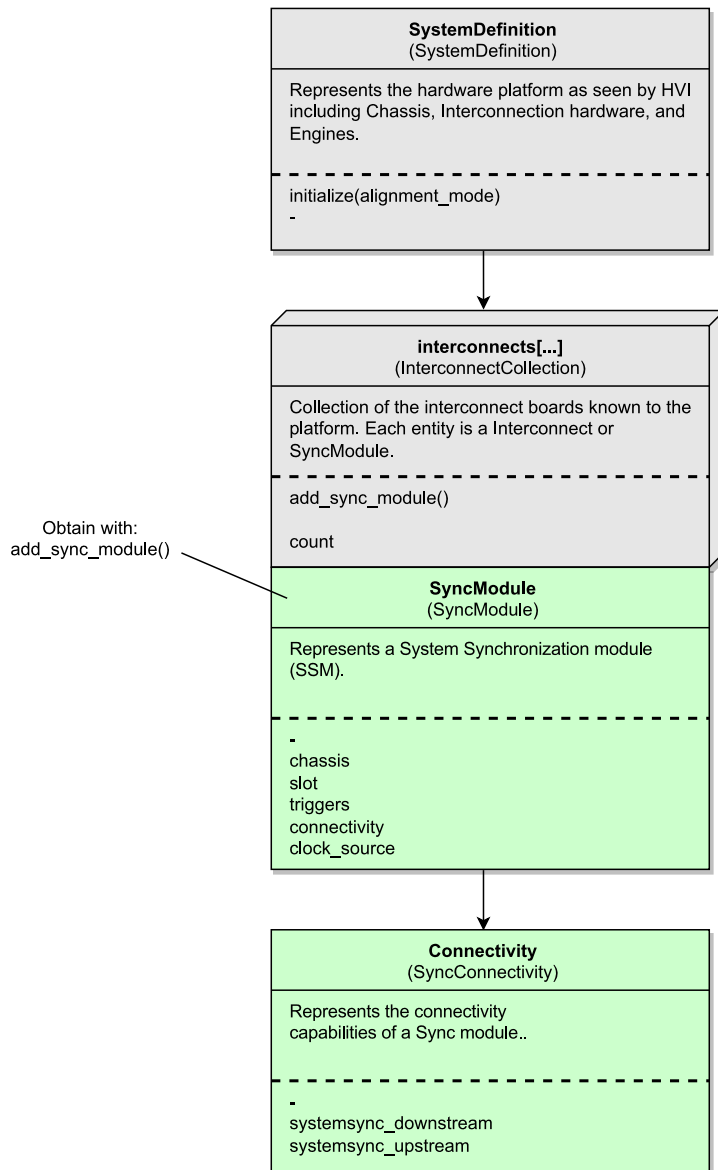 SystemDefinition
(SystemDefinition)
Represents the hardware platform as seen by HVI
including Chassis, Interconnection hardware, and
Engines.
initialize(alignment_mode)
-
interconnects[...]
(InterconnectCollection)
Collection of the interconnect boards known to the
platform. Each entity is a Interconnect or
SyncModule.
add_sync_module()
count
Obtain with:
add_sync_module()
SyncModule
(SyncModule)
Represents a System Synchronization module
(SSM).
-
chassis
slot
triggers
connectivity
clock_source
Connectivity
(SyncConnectivity)
Represents the connectivity
capabilities of a Sync module..
-
systemsync_downstream
systemsync_upstream